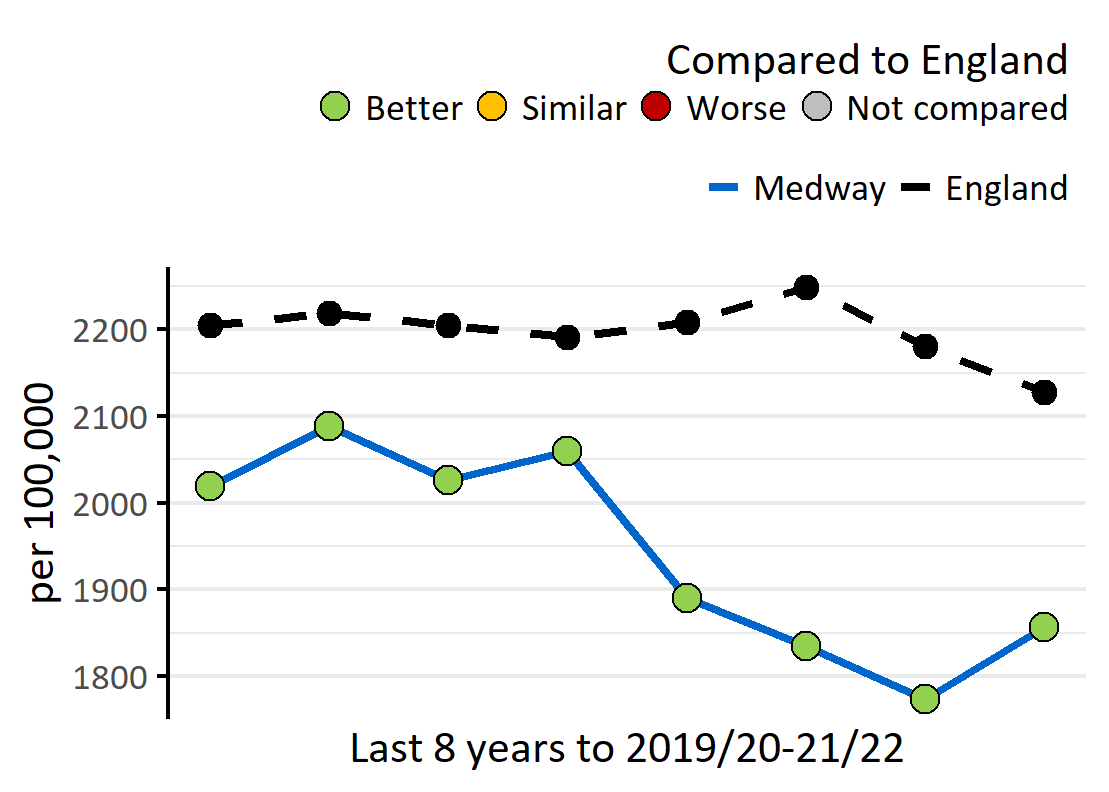 Compared to England
Better Similar Worse Not compared
Medway England
per 100,000
2200
2100
2000
1900
1800
Last 8 years to 2019/20-21/22